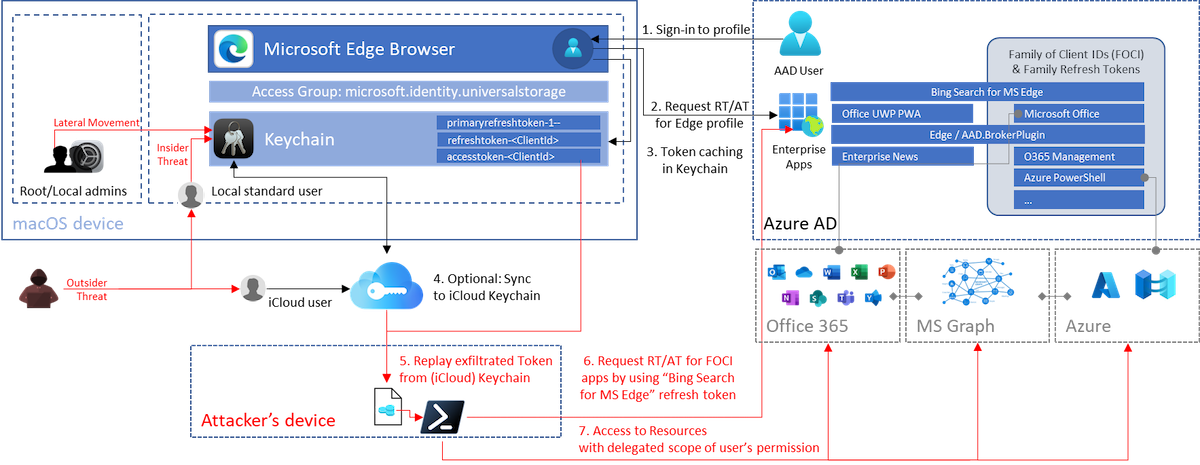 Microsoft Edge Browser
Access Group: microsoft.identity.universalstorage
Keychain
primaryrefreshtoken-1--
refreshtoken-<ClientId>
accesstoken-<ClientId>
Lateral Movement
Insider
Threat
Root/Local admins
Local standard user
macOS device
1. Sign-in to profile
2. Request RT/AT
for Edge profile
3. Token caching
in Keychain
AAD User
Enterprise
Apps
Family of Client IDs (FOCI)
& Family Refresh Tokens
Bing Search for MS Edge
Office UWP PWA
Microsoft Office
Edge / AAD.BrokerPlugin
Enterprise News
O365 Management
Azure PowerShell
...
Azure AD
Outsider
Threat
iCloud user
4. Optional: Sync
to iCloud Keychain
Office 365
MS Graph
Azure
5. Replay exfiltrated Token
from (iCloud) Keychain
Attacker's device
6. Request RT/AT for FOCI
apps by using “Bing Search
for MS Edge” refresh token
7. Access to Resources
with delegated scope of user's permission